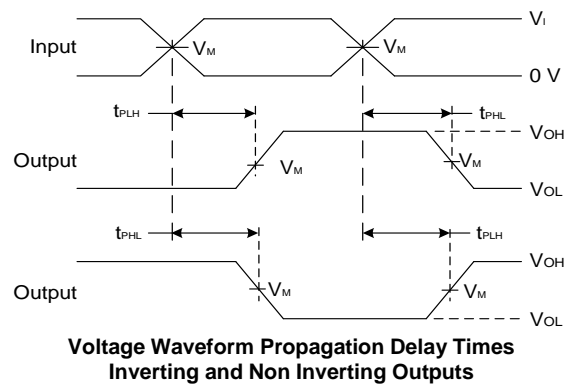 Input
VM
VM
VI
0 V
tPLH
tPHL
Output
VM
VM
VOH
VOL
tPHL
tPLH
Output
VM
VM
VOH
VOL
Voltage Waveform Propagation Delay Times
Inverting and Non Inverting Outputs